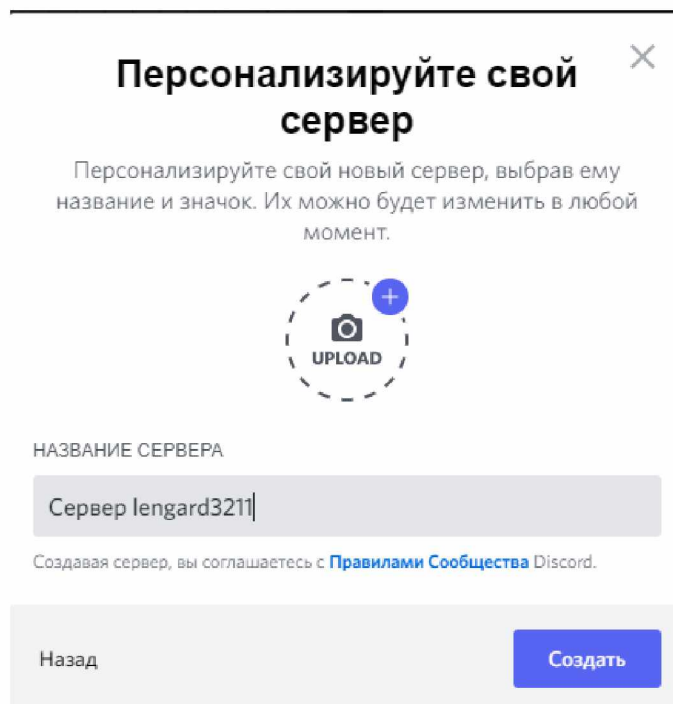 Персонализируйте свой
сервер
Персонализируйте свой новый сервер, выбрав ему
название и значок. Их можно будет изменить в любой
момент.
UPLOAD
НАЗВАНИЕ СЕРВЕРА
Сервер lengard3211
Создавая сервер, вы соглашаетесь с Правилами Сообщества Discord.
Назад
Создать